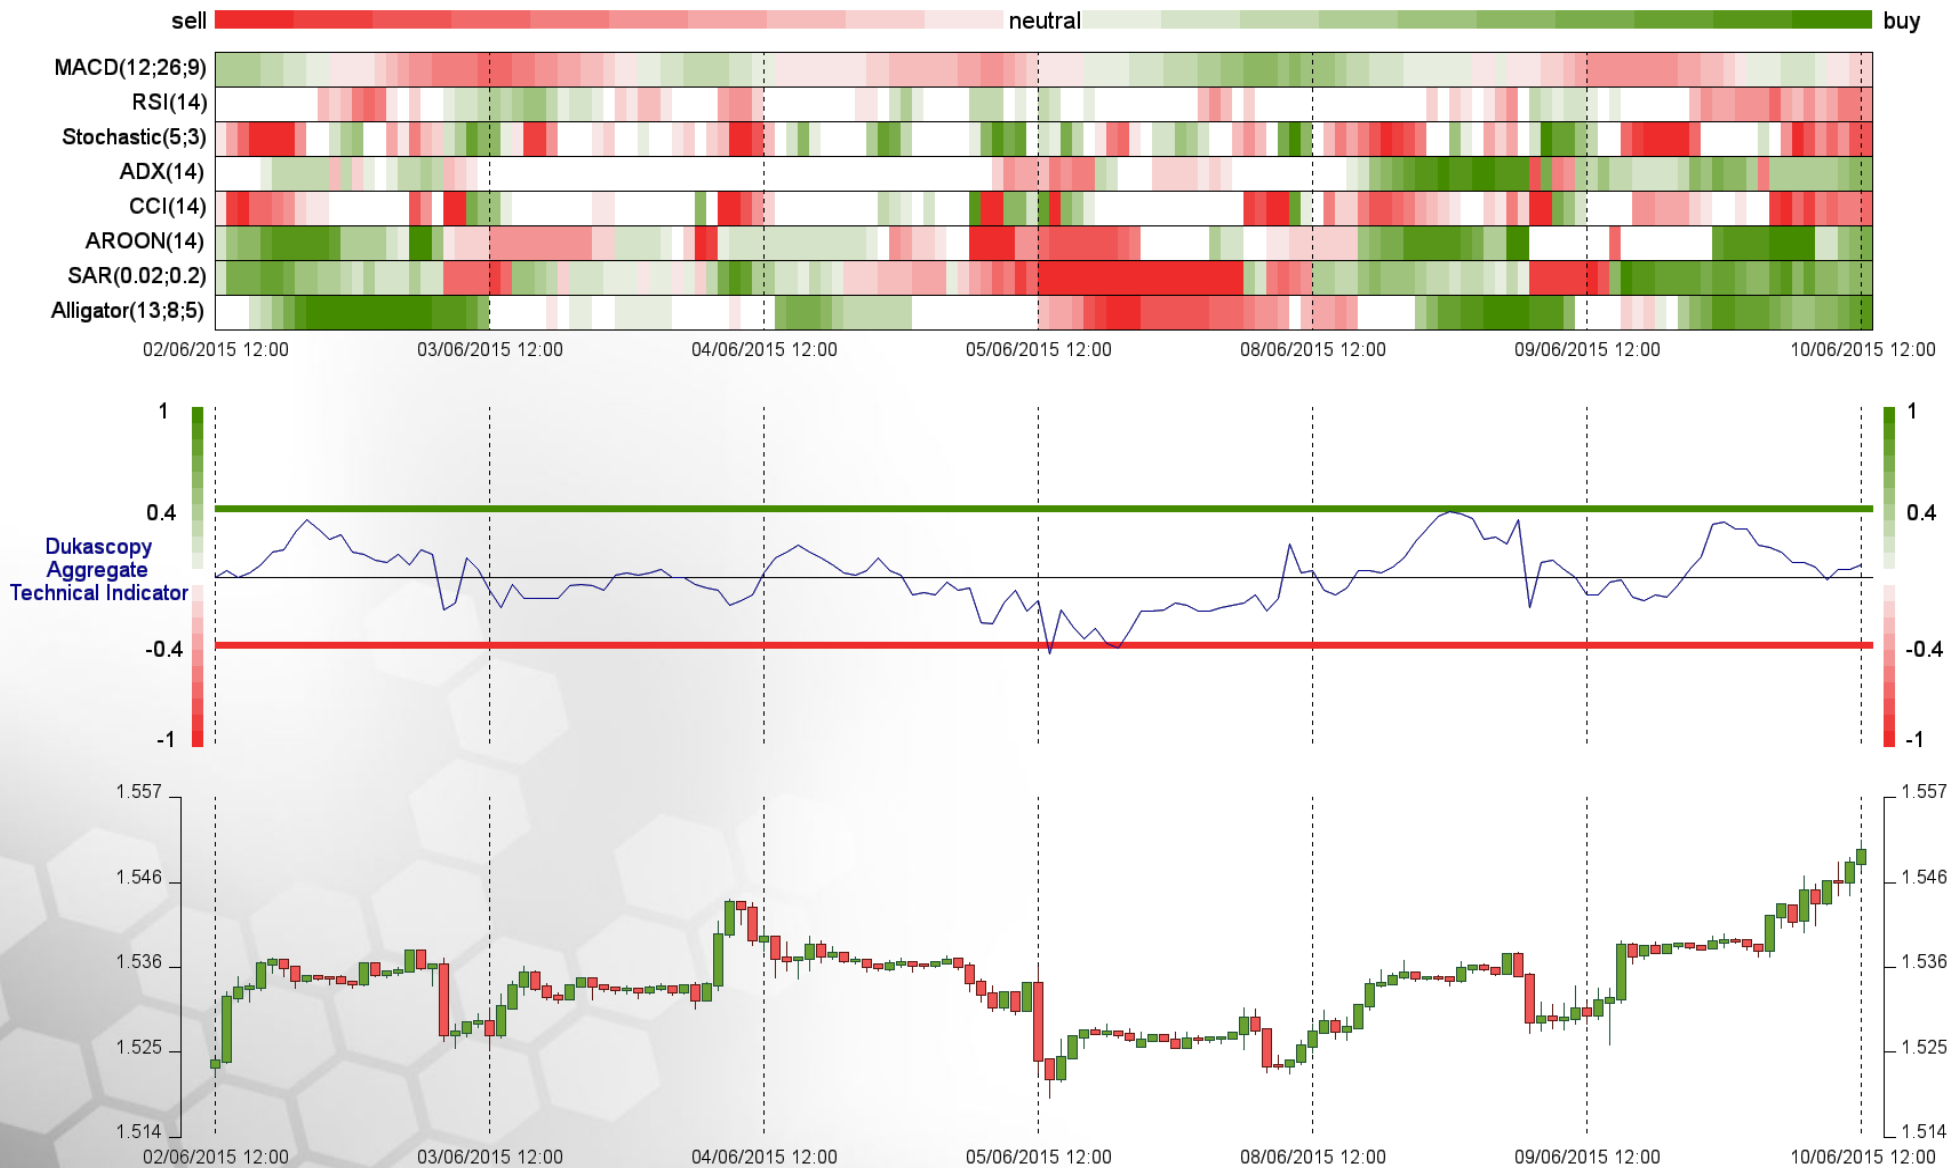 sell neutral buy
MACD(12;26;9)
RSI(14)
Stochastic(5;3)
ADX(14)
CCI(14)
AROON(14)
SAR(0.02;0.2)
Alligator(13;8;5)
02/06/2015 12:00 03/06/2015 12:00 04/06/2015 12:00 05/06/2015 12:00 08/06/2015 12:00 09/06/2015 12:00 10/06/2015 12:00
1 1
0.4 0.4
Dukascopy
Aggregate
Technical Indicator
-0.4 -0.4
-1 -1
1.557 1.557
1.546 1.546
1.536 1.536
1.525 1.525
1.514 1.514
02/06/2015 12:00 03/06/2015 12:00 04/06/2015 12:00 05/06/2015 12:00 08/06/2015 12:00 09/06/2015 12:00 10/06/2015 12:00